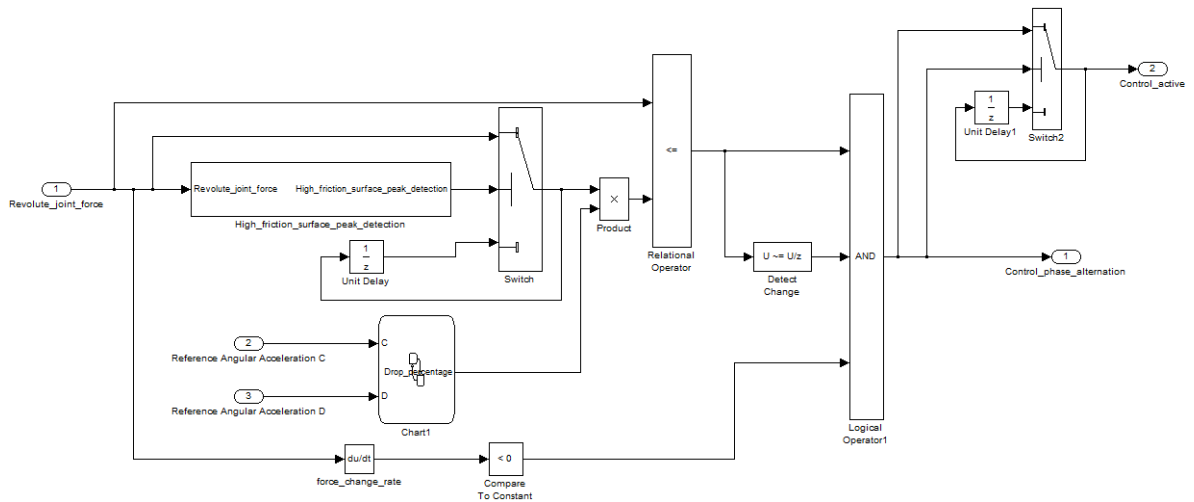 2
Control_active
1
z
Unit Delay1
Switch2
<=
1
Revolute_joint_force
Revolute_joint_force
High_friction_surface_peak_detection
High_friction_surface_peak_detection
1
z
Unit Delay
Switch
×
Product
Relational
Operator
U ~= U/z
Detect
Change
AND
1
Control_phase_alternation
2
Reference Angular Acceleration C
3
Reference Angular Acceleration D
C
Drop_percentage
D
Chart1
Logical
Operator1
du/dt
force_change_rate
< 0
Compare
To Constant